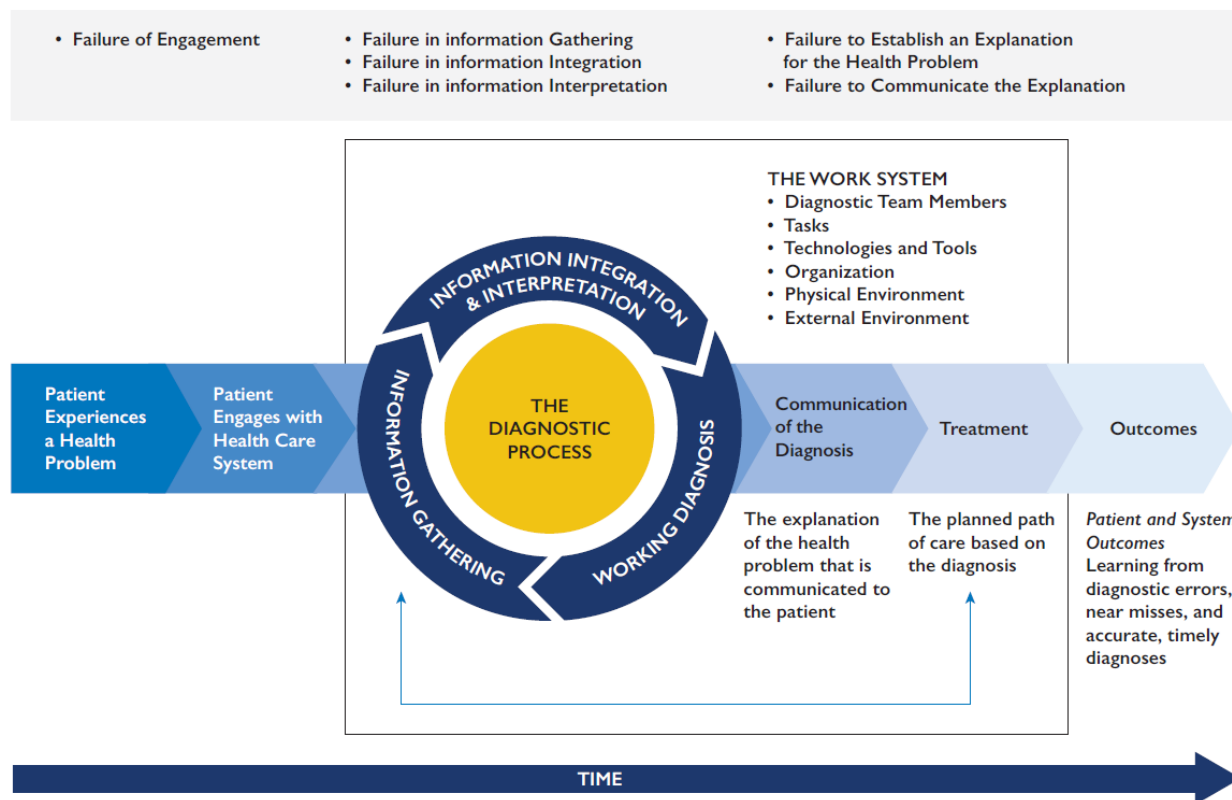 • Failure of Engagement
• Failure in information Gathering
• Failure in information Integration
• Failure in information Interpretation
• Failure to Establish an Explanation
for the Health Problem
• Failure to Communicate the Explanation
THE WORK SYSTEM
• Diagnostic Team Members
• Tasks
• Technologies and Tools
• Organization
• Physical Environment
• External Environment
Patient
Experiences
a Health
Problem
Patient
Engages with
Health Care
System
INFORMATION GATHERING
INFORMATION INTEGRATION
& INTERPRETATION
WORKING DIAGNOSIS
THE
DIAGNOSTIC
PROCESS
Communication
of the
Diagnosis
Treatment
Outcomes
The explanation
of the health
problem that is
communicated to
the patient
The planned path
of care based on
the diagnosis
Patient and System
Outcomes
Learning from
diagnostic errors,
near misses, and
accurate, timely
diagnoses
TIME